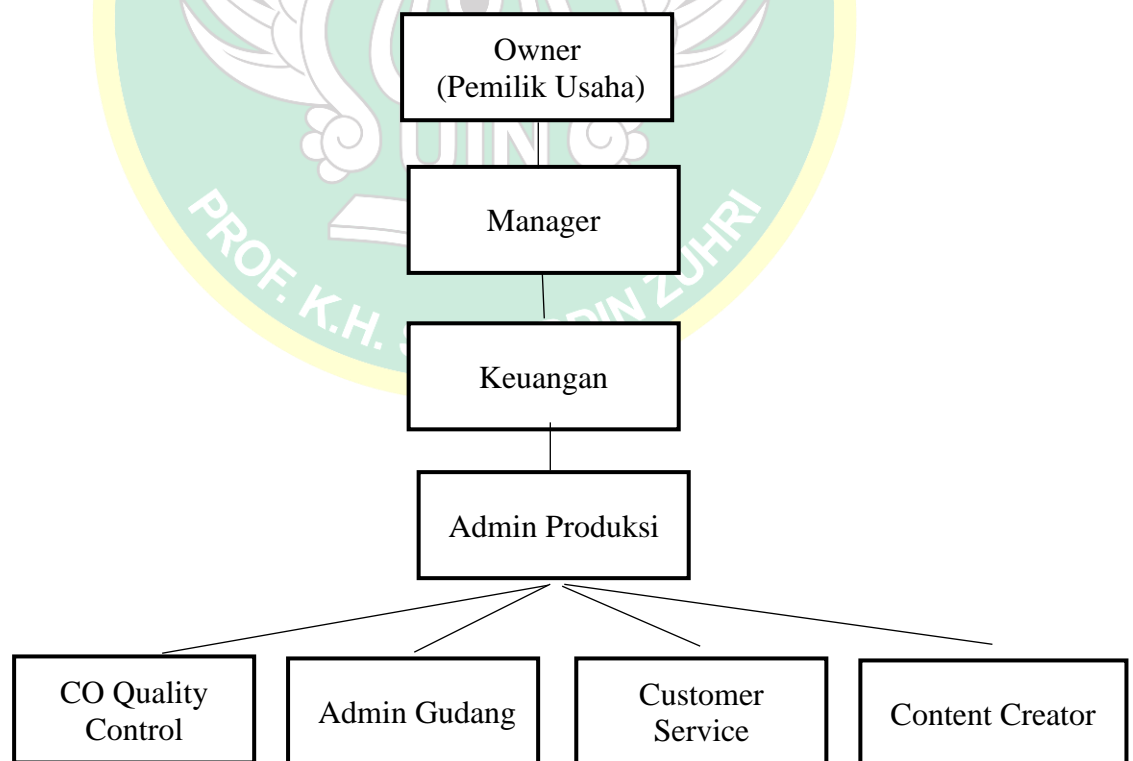 Owner
(Pemilik Usaha)
UIN
Manager
PROF. K.H.
ZUHRI
Keuangan
Admin Produksi
CO Quality
Control
Admin Gudang
Customer
Service
Content Creator